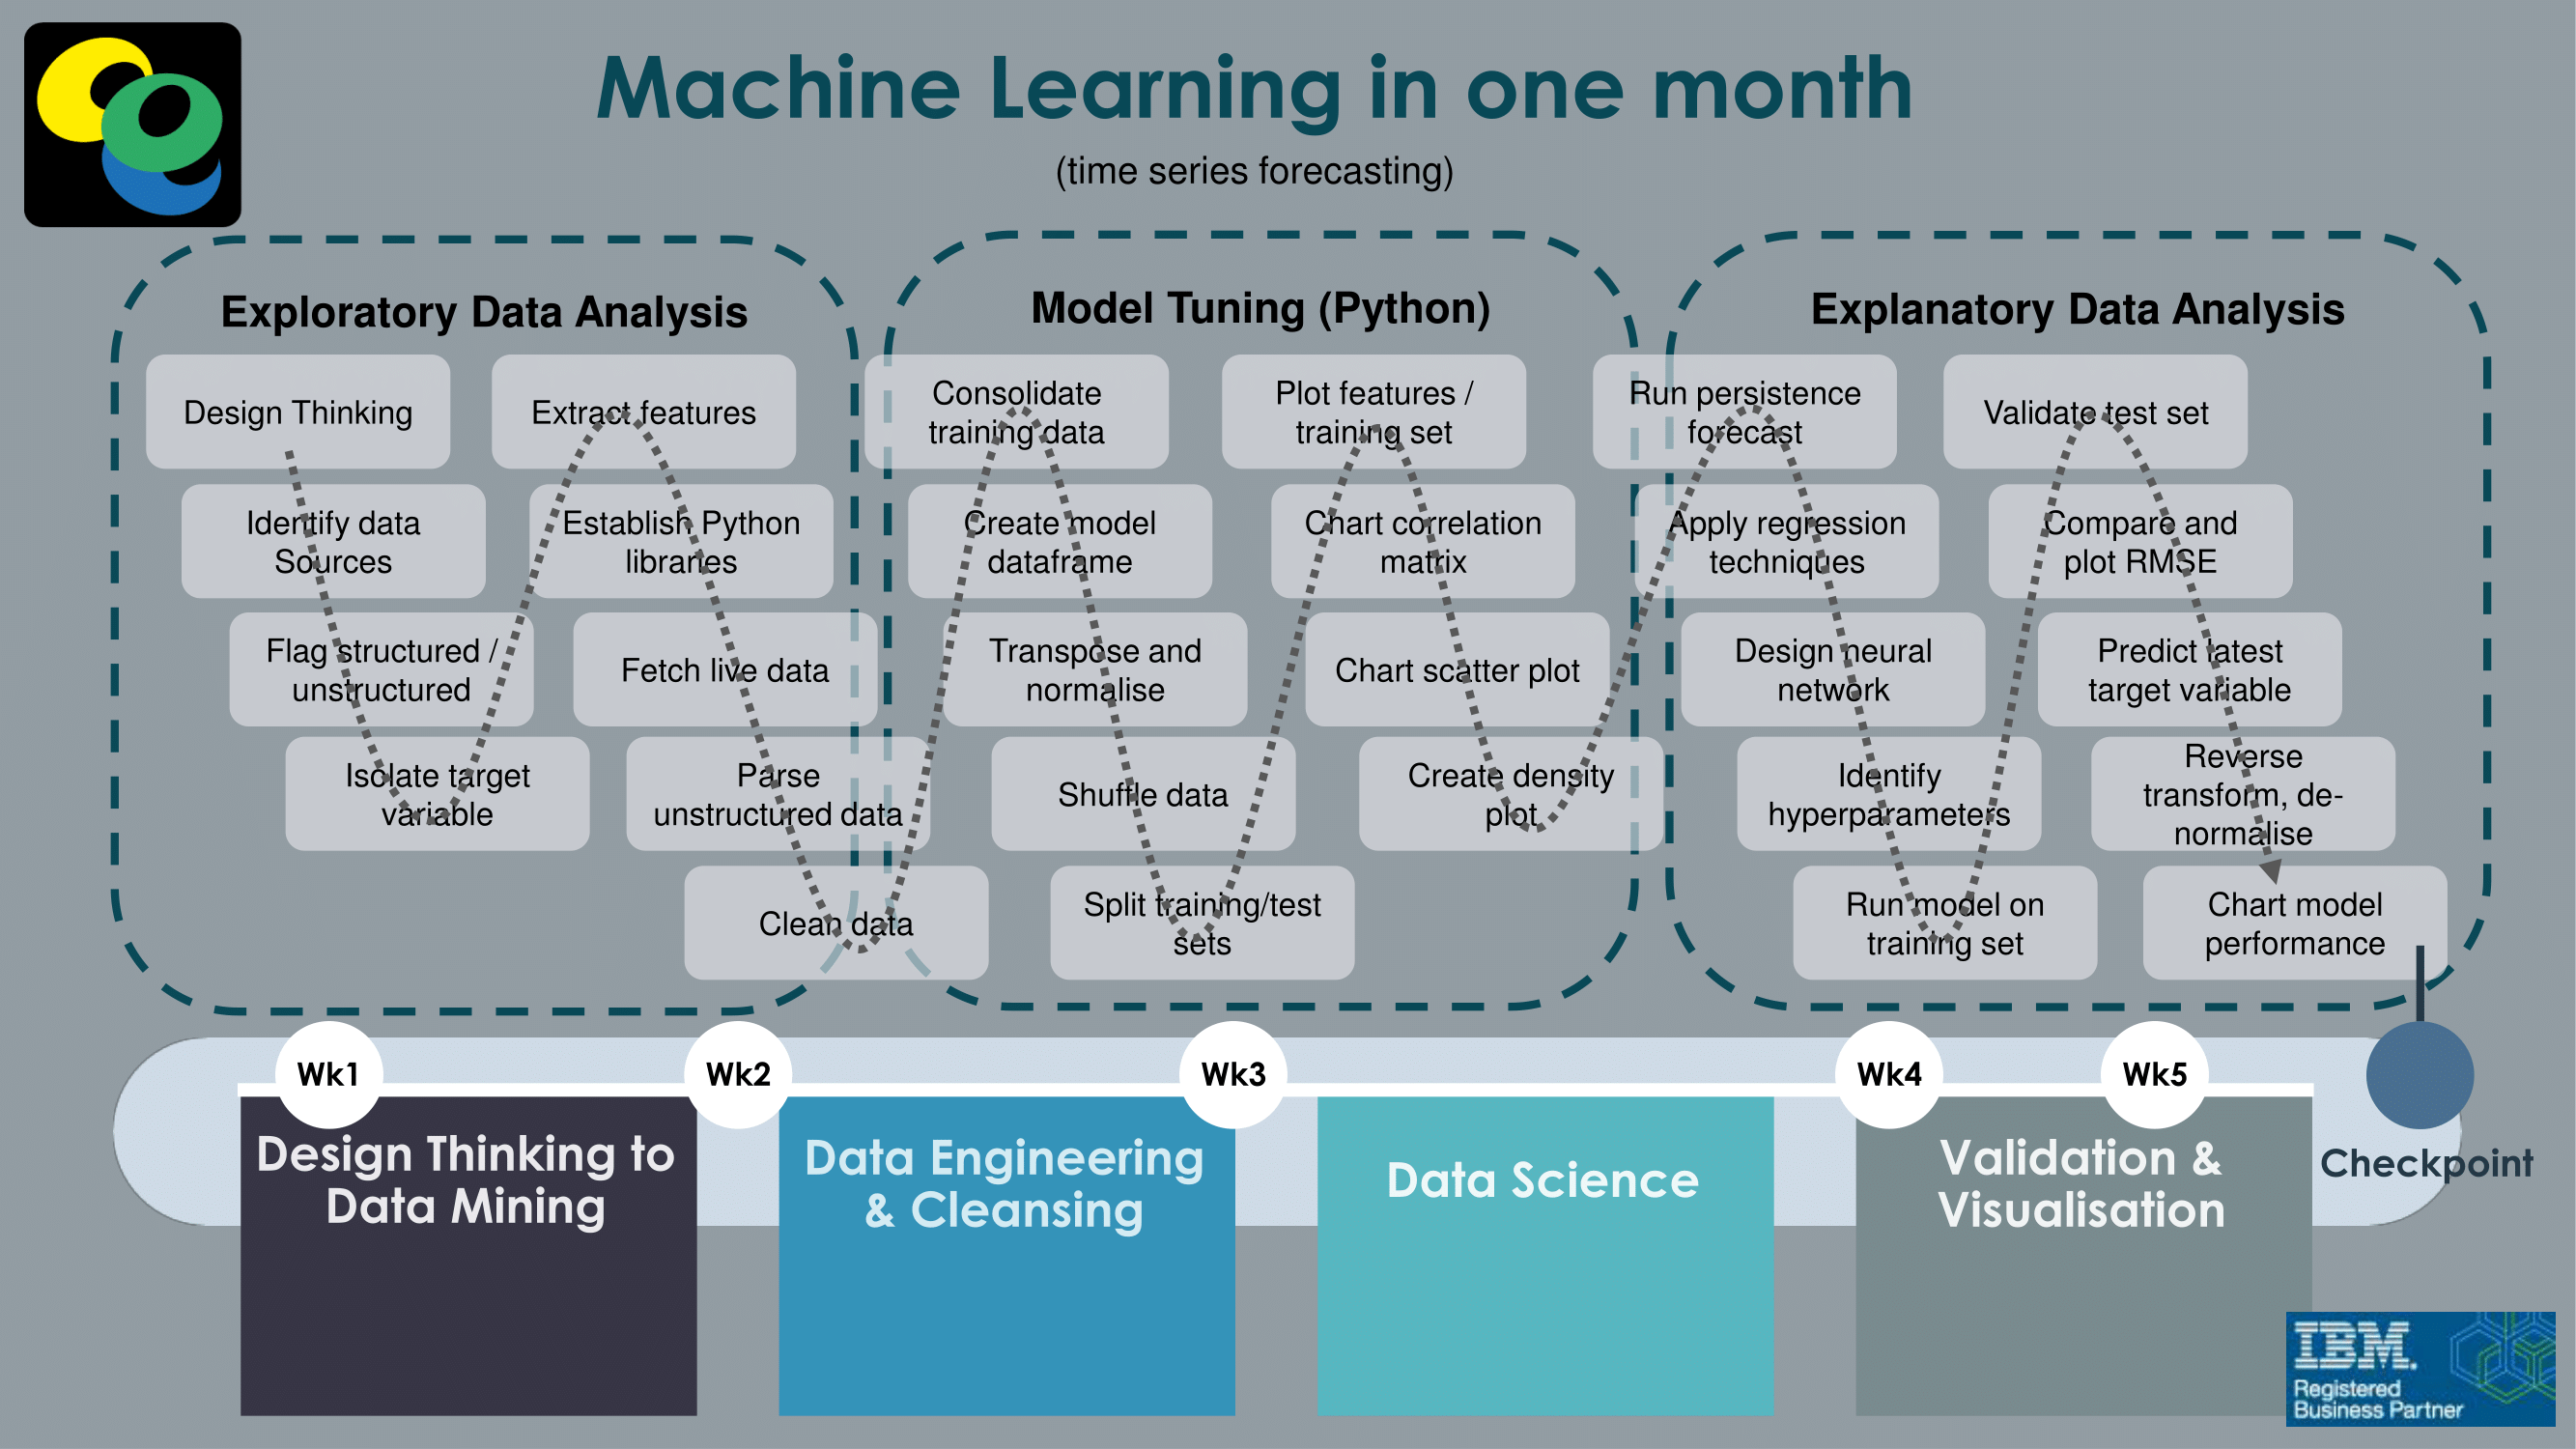 Machine Learning in one month
(time series forecasting)
Exploratory Data Analysis
Design Thinking
Identify data
Sources
Flag structured /
unstructured
Isolate target
variable
Extract features
Establish Python
libraries
Fetch live data
Parse
unstructured data
Clean data
Model Tuning (Python)
Consolidate
training data
Create model
dataframe
Transpose and
normalise
Shuffle data
Split training/test
sets
Plot features /
training set
Chart correlation
matrix
Chart scatter plot
Create density
plot
Explanatory Data Analysis
Run persistence
forecast
Apply regression
techniques
Design neural
network
Identify
hyperparameters
Run model on
training set
Validate test set
Compare and
plot RMSE
Predict latest
target variable
Reverse
transform, de-
normalise
Chart model
performance
Wk1
Wk2
Wk3
Wk4
Wk5
Design Thinking to
Data Mining
Data Engineering
& Cleansing
Data Science
Validation &
Visualisation
Checkpoint
IBM.
Registered
Business Partner